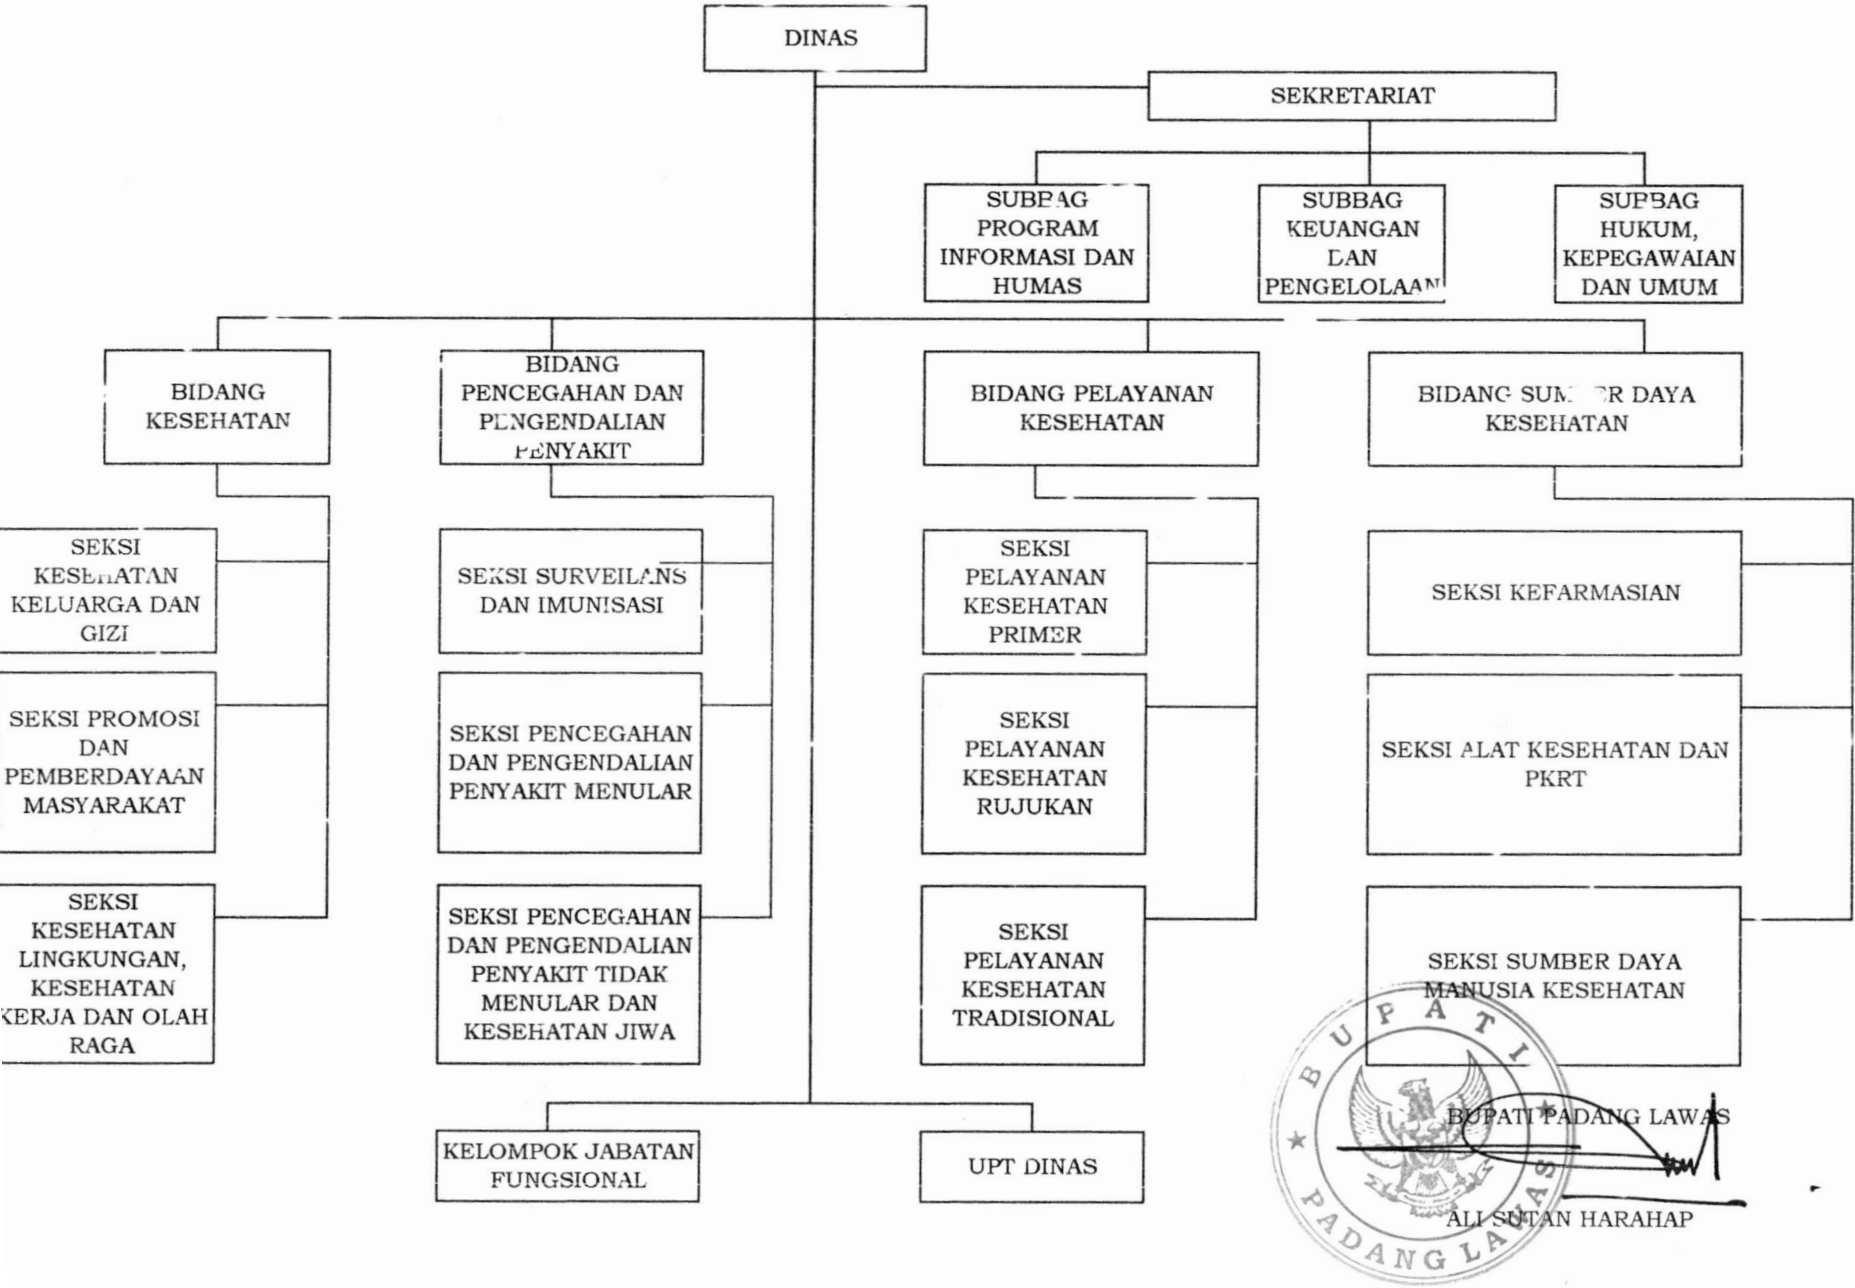 DINAS
SEKRETARIAT
SUBBAG
PROGRAM
INFORMASI DAN
HUMAS
SUBBAG
KEUANGAN
DAN
PENGELOLAAN
SUBBAG
HUKUM,
KEPEGAWAIAN
DAN UMUM
BIDANG
KESEHATAN
BIDANG
PENCEGAHAN DAN
PENGENDALIAN
PENYAKIT
BIDANG PELAYANAN
KESEHATAN
BIDANG SUMBER DAYA
KESEHATAN
SEKSI
KESEHATAN
KELUARGA DAN
GIZI
SEKSI SURVEILANS
DAN IMUNISASI
SEKSI
PELAYANAN
KESEHATAN
PRIMER
SEKSI KEFARMASIAN
SEKSI PROMOSI
DAN
PEMBERDAYAAN
MASYARAKAT
SEKSI PENCEGAHAN
DAN PENGENDALIAN
PENYAKIT MENULAR
SEKSI
PELAYANAN
KESEHATAN
RUJUKAN
SEKSI ALAT KESEHATAN DAN
PKRT
SEKSI
KESEHATAN
LINGKUNGAN,
KESEHATAN
KERJA DAN OLAH
RAGA
SEKSI PENCEGAHAN
DAN PENGENDALIAN
PENYAKIT TIDAK
MENULAR DAN
KESEHATAN JIWA
SEKSI
PELAYANAN
KESEHATAN
TRADISIONAL
SEKSI SUMBER DAYA
MANUSIA KESEHATAN
KELOMPOK JABATAN
FUNGSIONAL
UPT DINAS
BUPATI
PADANG LAWAS
BUPATI PADANG LAWAS
ALI SUTAN HARAHAP